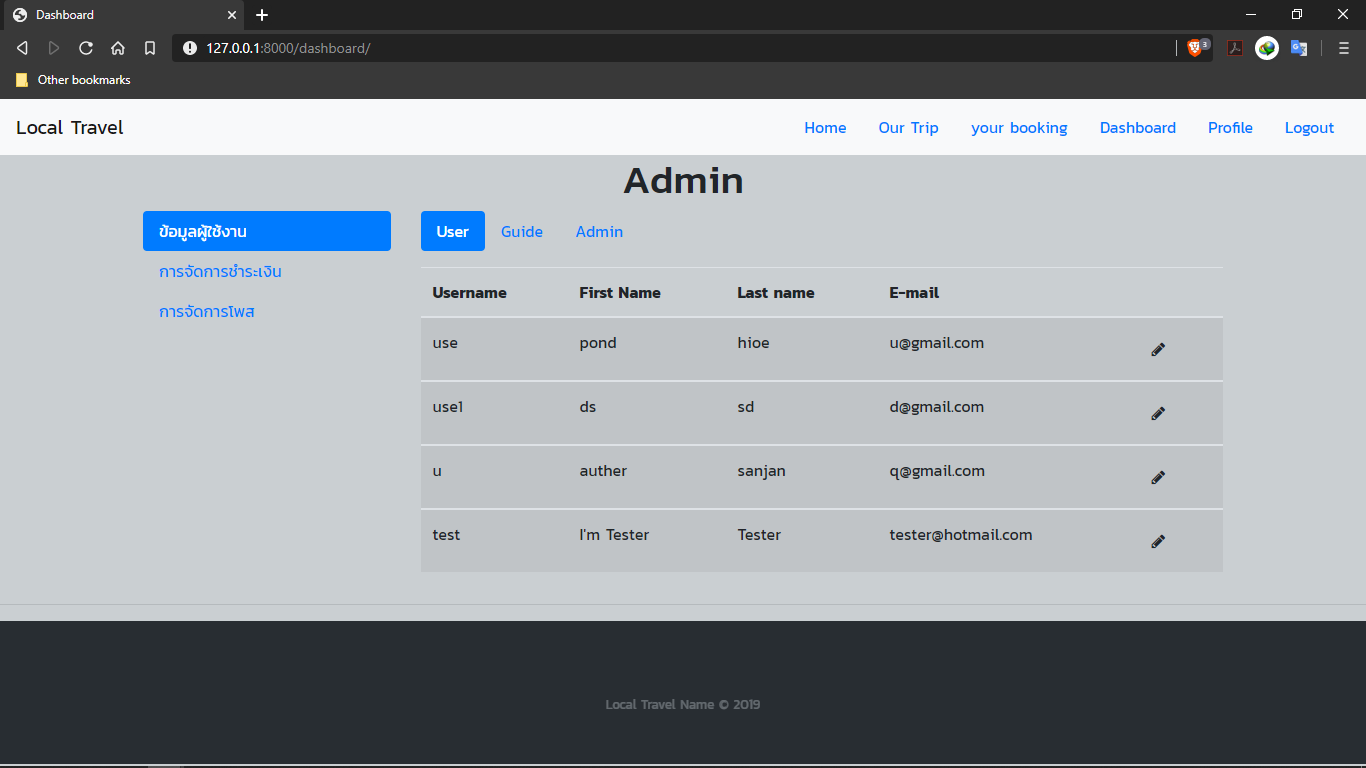 Dashboard
127.0.0.1:8000/dashboard/
3
Other bookmarks
Local Travel
Home Our Trip your booking Dashboard Profile Logout
Admin
ข้อมูลผู้ใช้งาน
การจัดการชำระเงิน
การจัดการโพส
User Guide Admin
Username First Name Last name E-mail
use pond hioe u@gmail.com
use1 ds sd d@gmail.com
u auther sanjan q@gmail.com
test I'm Tester Tester tester@hotmail.com
Local Travel Name © 2019